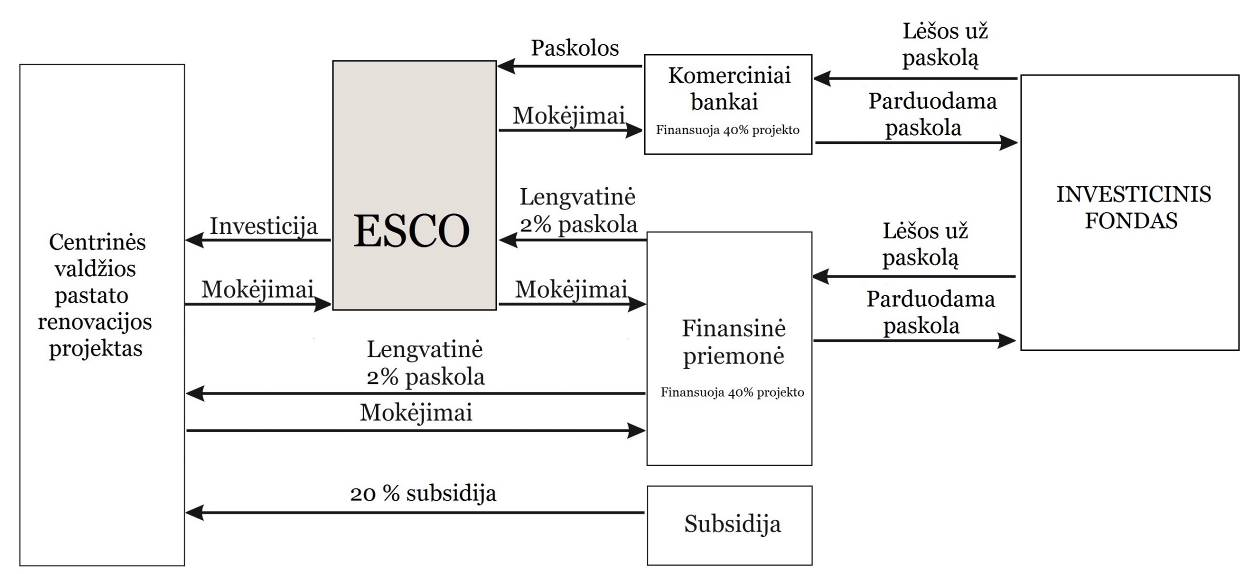 Centrinės
valdžios
pastato
renovacijos
projektas
Investicija
Mokėjimai
ESCO
Paskolos
Mokėjimai
Lengvatinė
2% paskola
Mokėjimai
Lengvatinė
2% paskola
Mokėjimai
20 % subsidija
Komerciniai
bankai
Finansuoja 40% projekto
Finansinė
priemonė
Finansuoja 40% projekto
Subsidija
Lėšos už
paskolą
Parduodama
paskola
Lėšos už
paskolą
Parduodama
paskola
INVESTICINIS
FONDAS